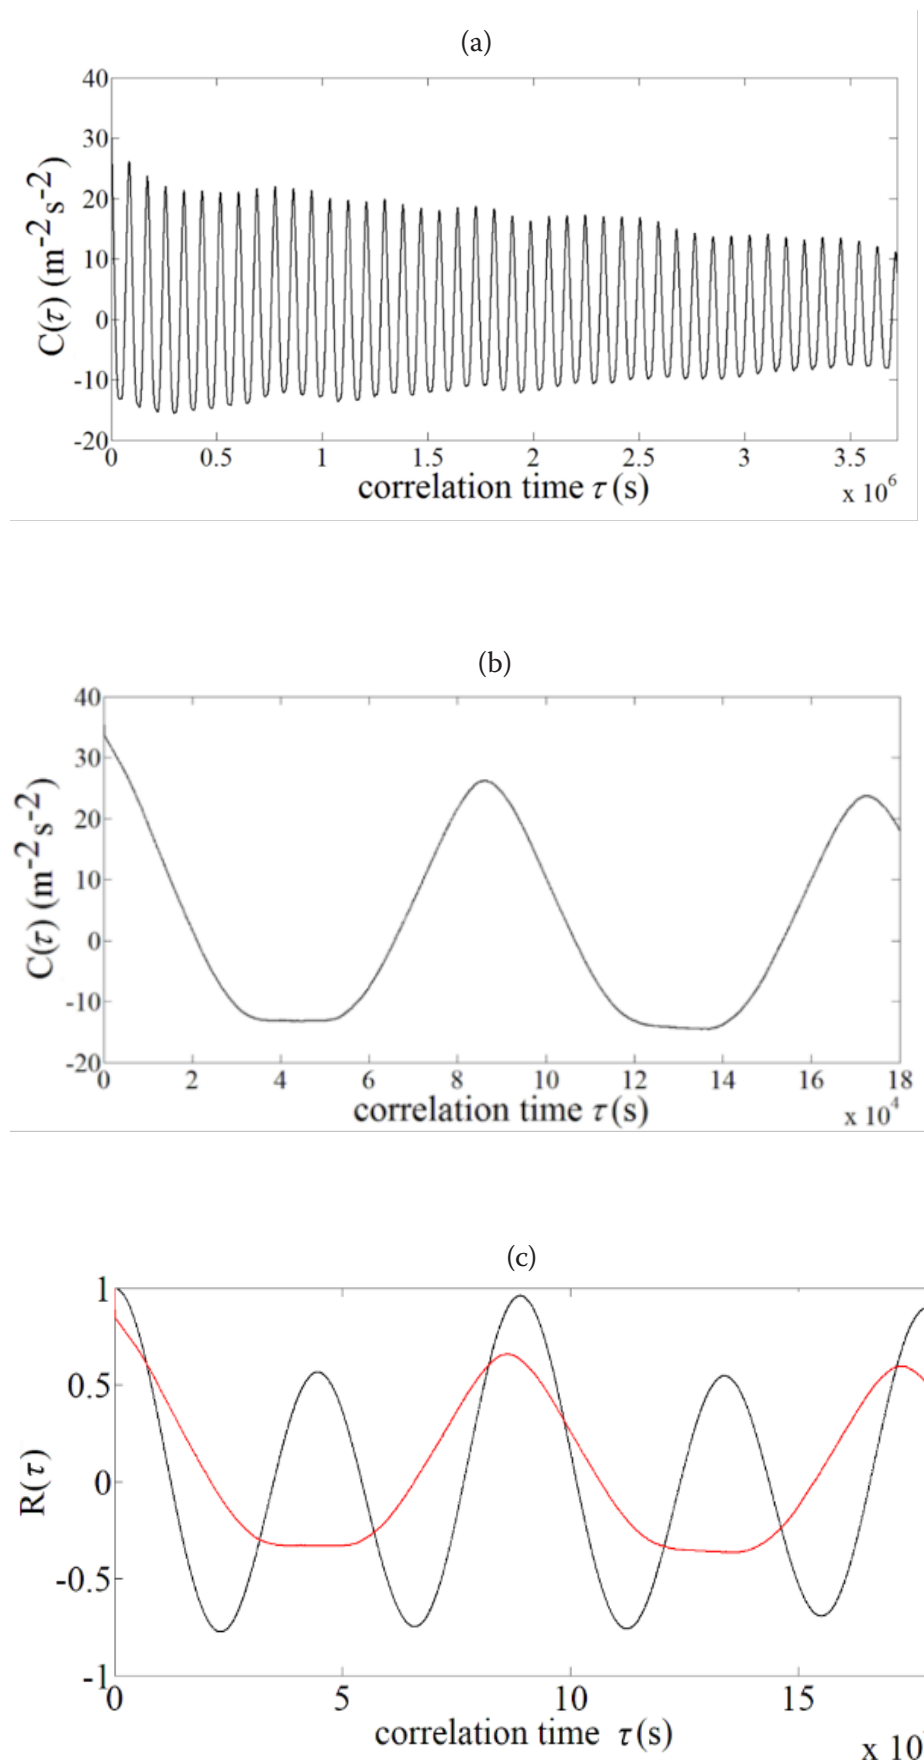 (a)
40
30
20
10
0
-10
-20
C(τ) (m⁻²s⁻²)
0 0.5 1 1.5 2 2.5 3 3.5
correlation time τ (s)
x 10⁶
(b)
40
30
20
10
0
-10
-20
C(τ) (m⁻²s⁻²)
0 2 4 6 8 10 12 14 16 18
correlation time τ (s)
x 10⁴
(c)
1
0.5
0
-0.5
-1
R(τ)
0 5 10 15
correlation time τ (s)
x 10